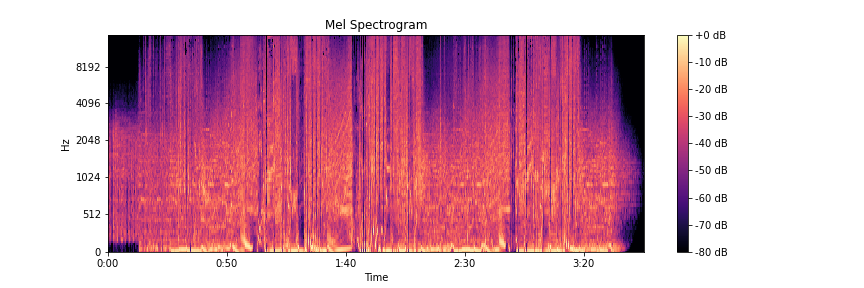 Mel Spectrogram
Hz
8192
4096
2048
1024
512
0
0:00
0:50
1:40
2:30
3:20
Time
+0 dB
-10 dB
-20 dB
-30 dB
-40 dB
-50 dB
-60 dB
-70 dB
-80 dB